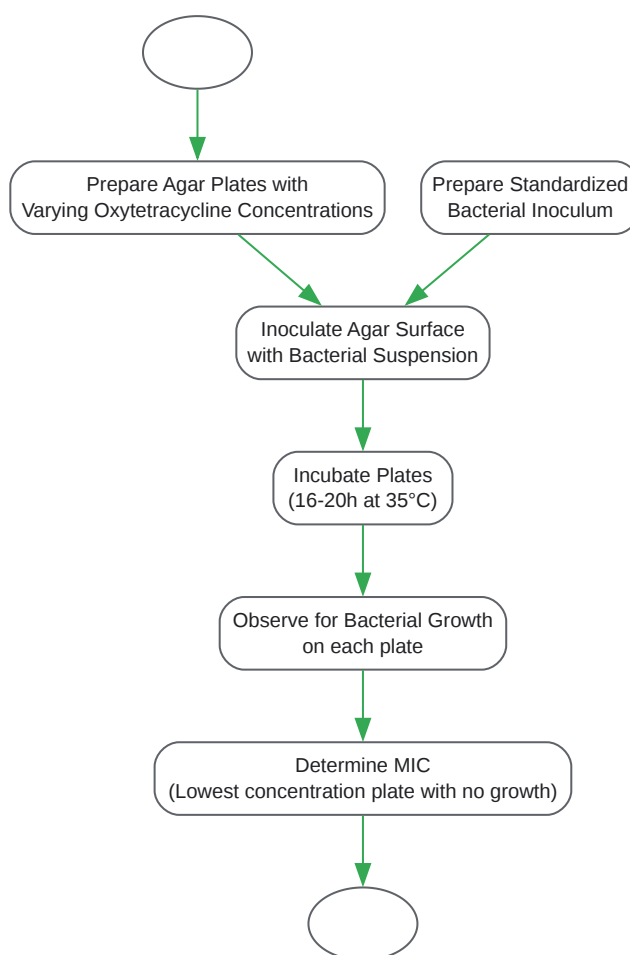 Prepare Agar Plates with
Varying Oxytetracycline Concentrations
Prepare Standardized
Bacterial Inoculum
Inoculate Agar Surface
with Bacterial Suspension
Incubate Plates
(16-20h at 35°C)
Observe for Bacterial Growth
on each plate
Determine MIC
(Lowest concentration plate with no growth)